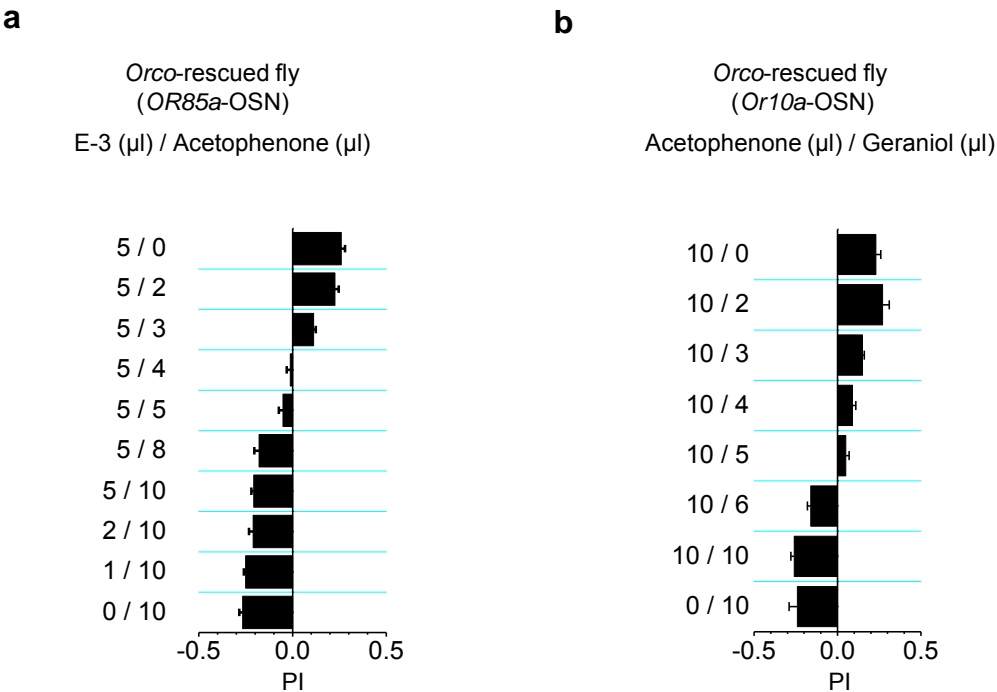 a
Orco-rescued fly
(OR85a-OSN)
E-3 (µl) / Acetophenone (µl)
5 / 0
5 / 2
5 / 3
5 / 4
5 / 5
5 / 8
5 / 10
2 / 10
1 / 10
0 / 10
-0.5 0.0 0.5
PI
b
Orco-rescued fly
(Or10a-OSN)
Acetophenone (µl) / Geraniol (µl)
10 / 0
10 / 2
10 / 3
10 / 4
10 / 5
10 / 6
10 / 10
0 / 10
-0.5 0.0 0.5
PI